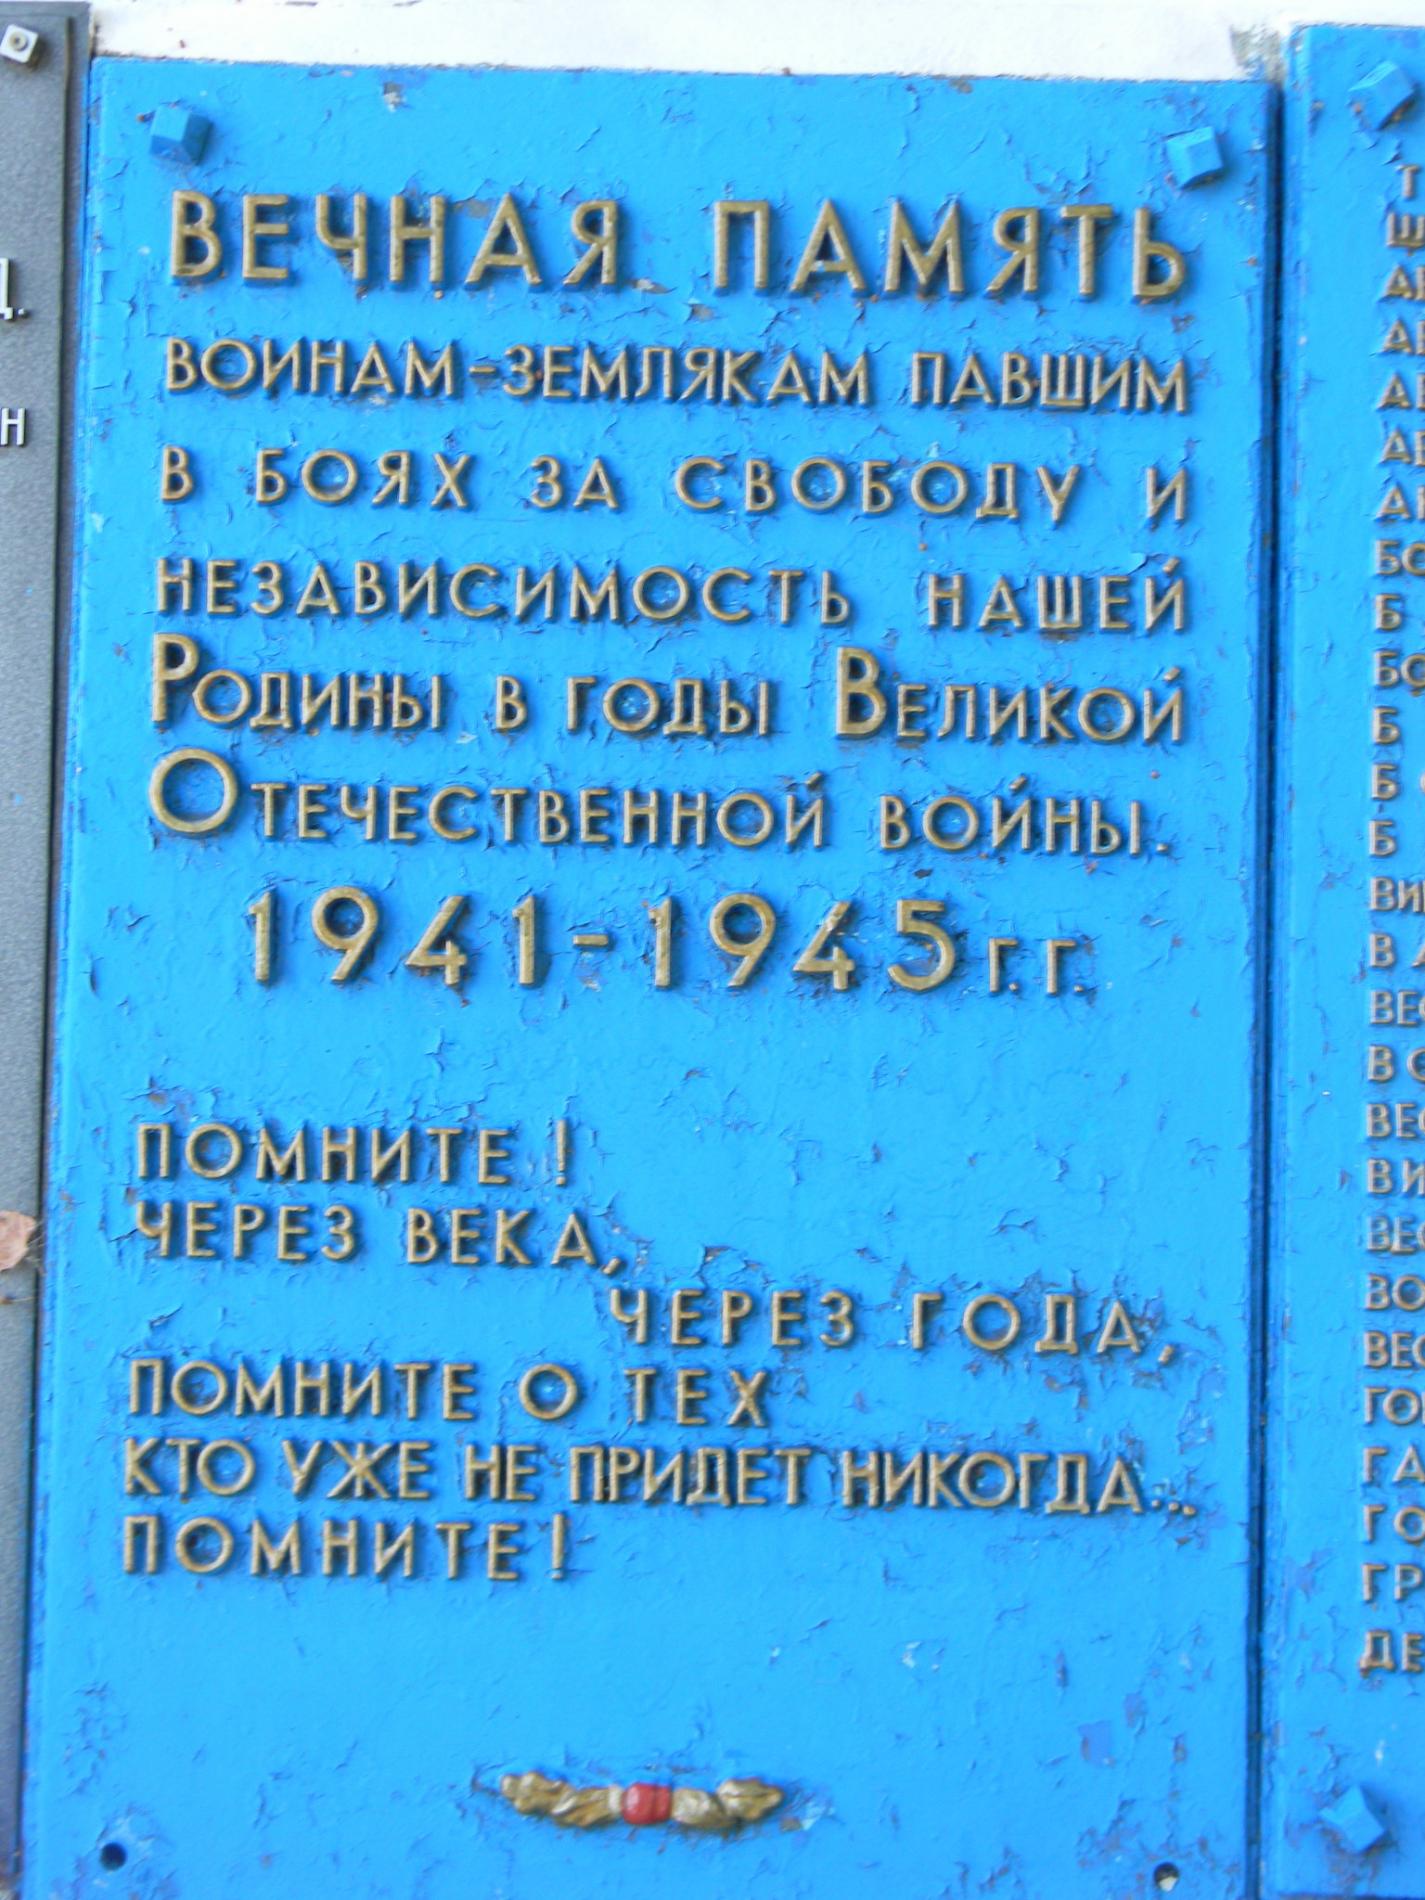 ВЕЧНАЯ ПАМЯТЬ
ВОИНАМ-ЗЕМЛЯКАМ ПАВШИМ
В БОЯХ ЗА СВОБОДУ И
НЕЗАВИСИМОСТЬ НАШЕЙ
РОДИНЫ В ГОДЫ ВЕЛИКОЙ
ОТЕЧЕСТВЕННОЙ ВОЙНЫ.
1941-1945 г.г.
ПОМНИТЕ!
ЧЕРЕЗ ВЕКА,
ЧЕРЕЗ ГОДА,
ПОМНИТЕ О ТЕХ
КТО УЖЕ НЕ ПРИДЕТ НИКОГДА...
ПОМНИТЕ!